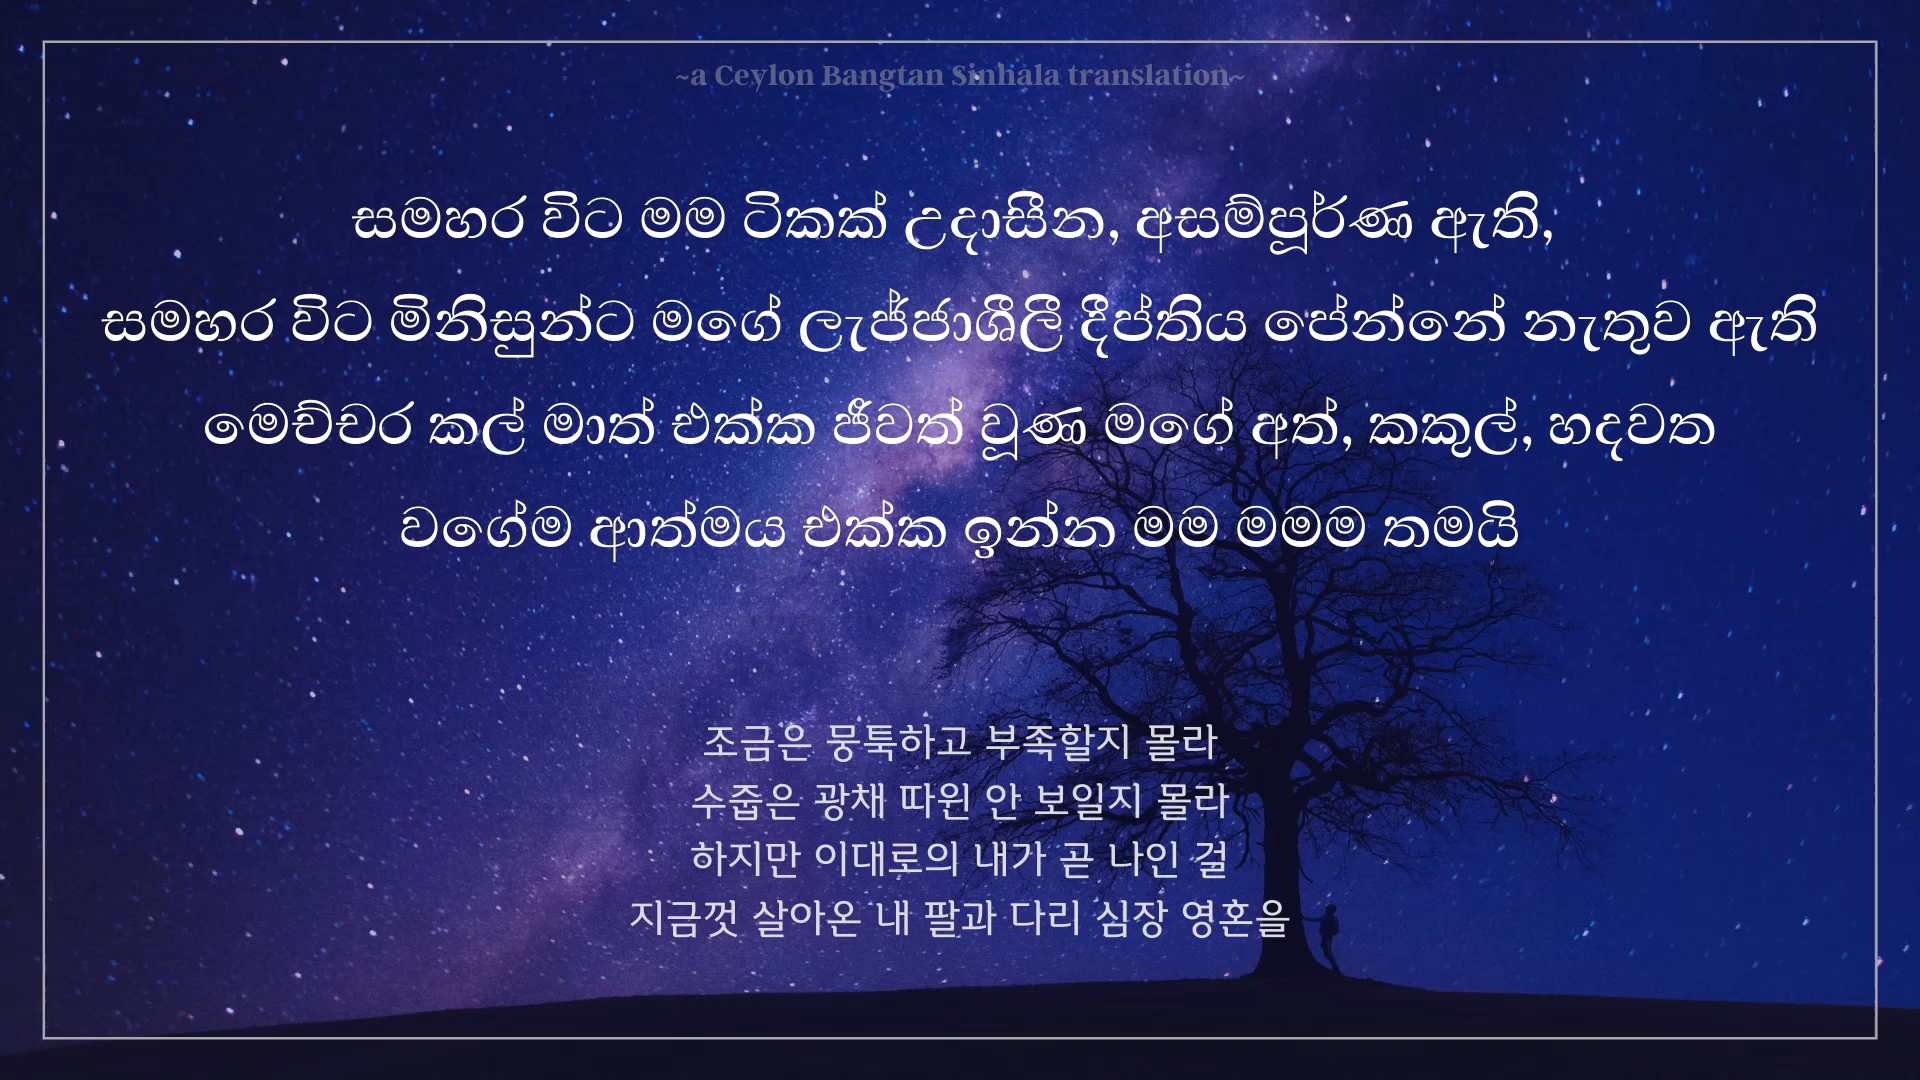 ~a Ceylon Bangtan Sinhala translation~
සමහර විට මම ටිකක් උදාසීන, අසම්පූර්ණ ඇති,
සමහර විට මිනිසුන්ට මගේ ලැජ්ජාශීලී දීප්තිය පේන්නේ නැතුව ඇති
මෙච්චර කල් මාත් එක්ක ජීවත් වූණ මගේ අත්, කකුල්, හදවත
වගේම ආත්මය එක්ක ඉන්න මම මමම තමයි
조금은 뭉툭하고 부족할지 몰라
수줍은 광채 따윈 안 보일지 몰라
하지만 이대로의 내가 곧 나인 걸
지금껏 살아온 내 팔과 다리 심장 영혼을